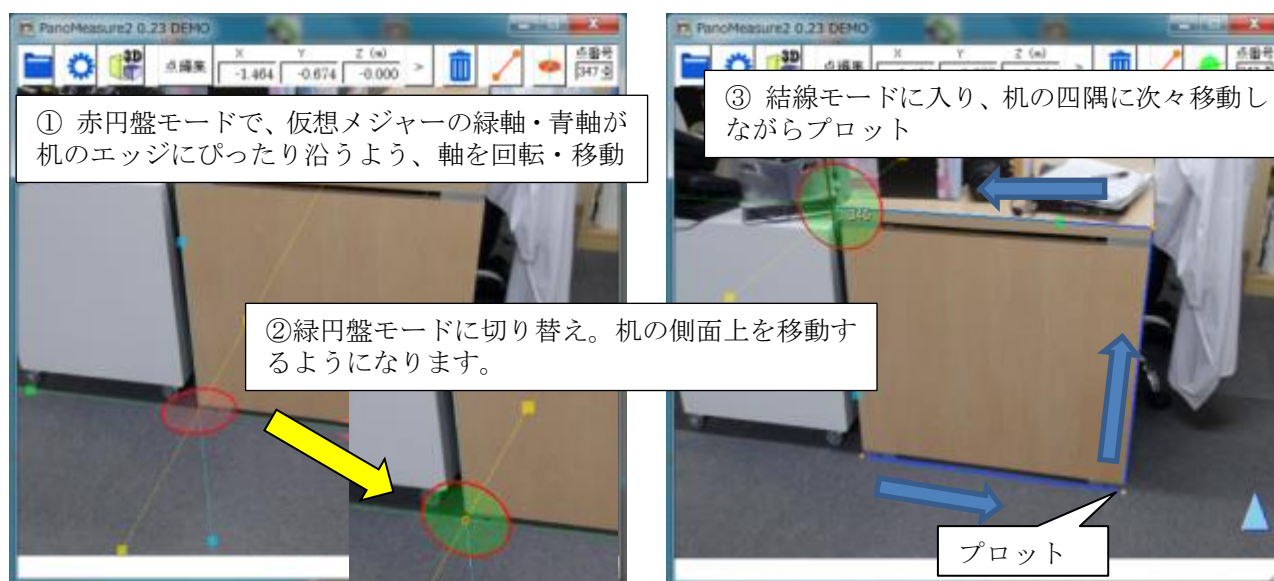 PanoMeasure2 0.23 DEMO
3D
点編集
X Y Z (m)
-1.464 -0.674 -0.000
>
点番号
347
① 赤円盤モードで、仮想メジャーの緑軸・青軸が
机のエッジにぴったり沿うよう、軸を回転・移動
②緑円盤モードに切り替え。机の側面上を移動す
るようになります。
PanoMeasure2 0.23 DEMO
3D
点編集
X Y Z (m)
>
点番号
③ 結線モードに入り、机の四隅に次々移動し
ながらプロット
346
プロット